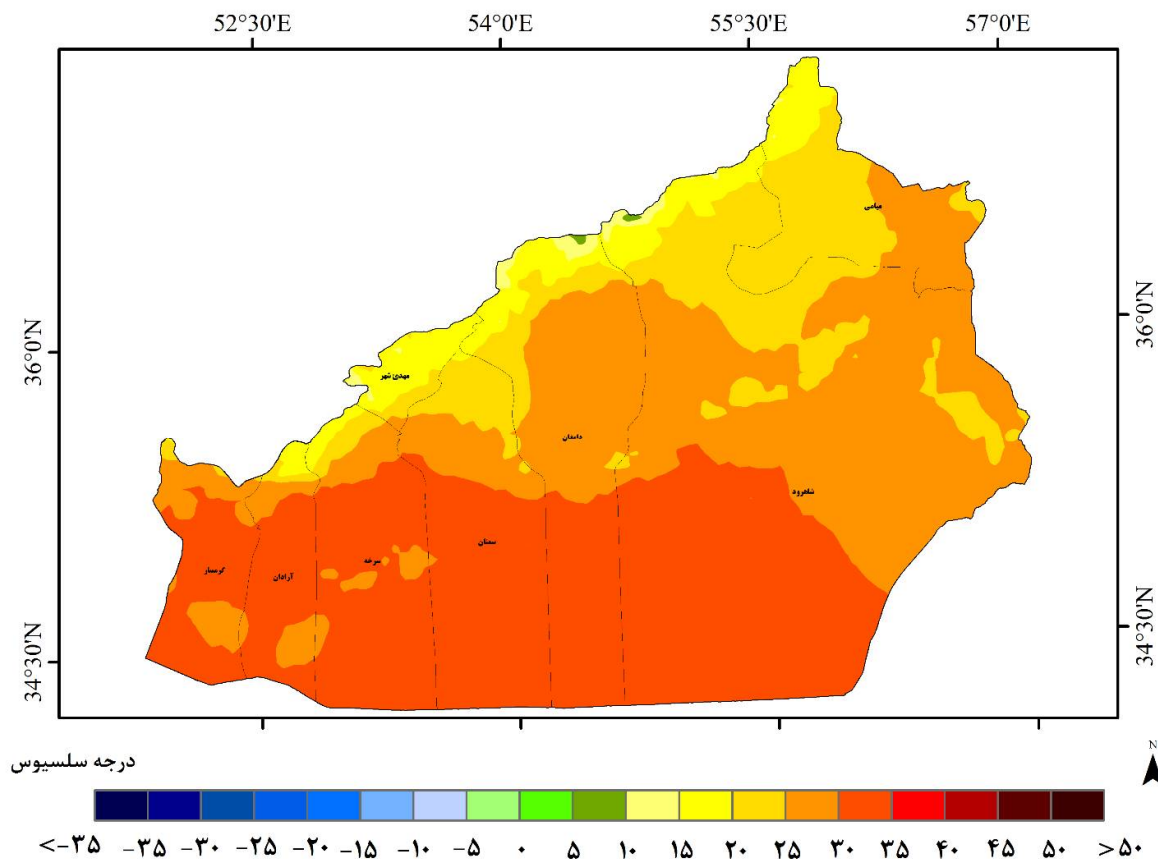 52°30'E 54°0'E 55°30'E 57°0'E
میامی
36°0'N
36°0'N
مهدی شهر
دامغان
شاهرود
سمنان
سرخه
گرمسار
آرادان
34°30'N
34°30'N
درجه سلسیوس
N
<-۳۵ -۳۵ -۳۰ -۲۵ -۲۰ -۱۵ -۱۰ -۵ ۰ ۵ ۱۰ ۱۵ ۲۰ ۲۵ ۳۰ ۳۵ ۴۰ ۴۵ ۵۰ >۵۰